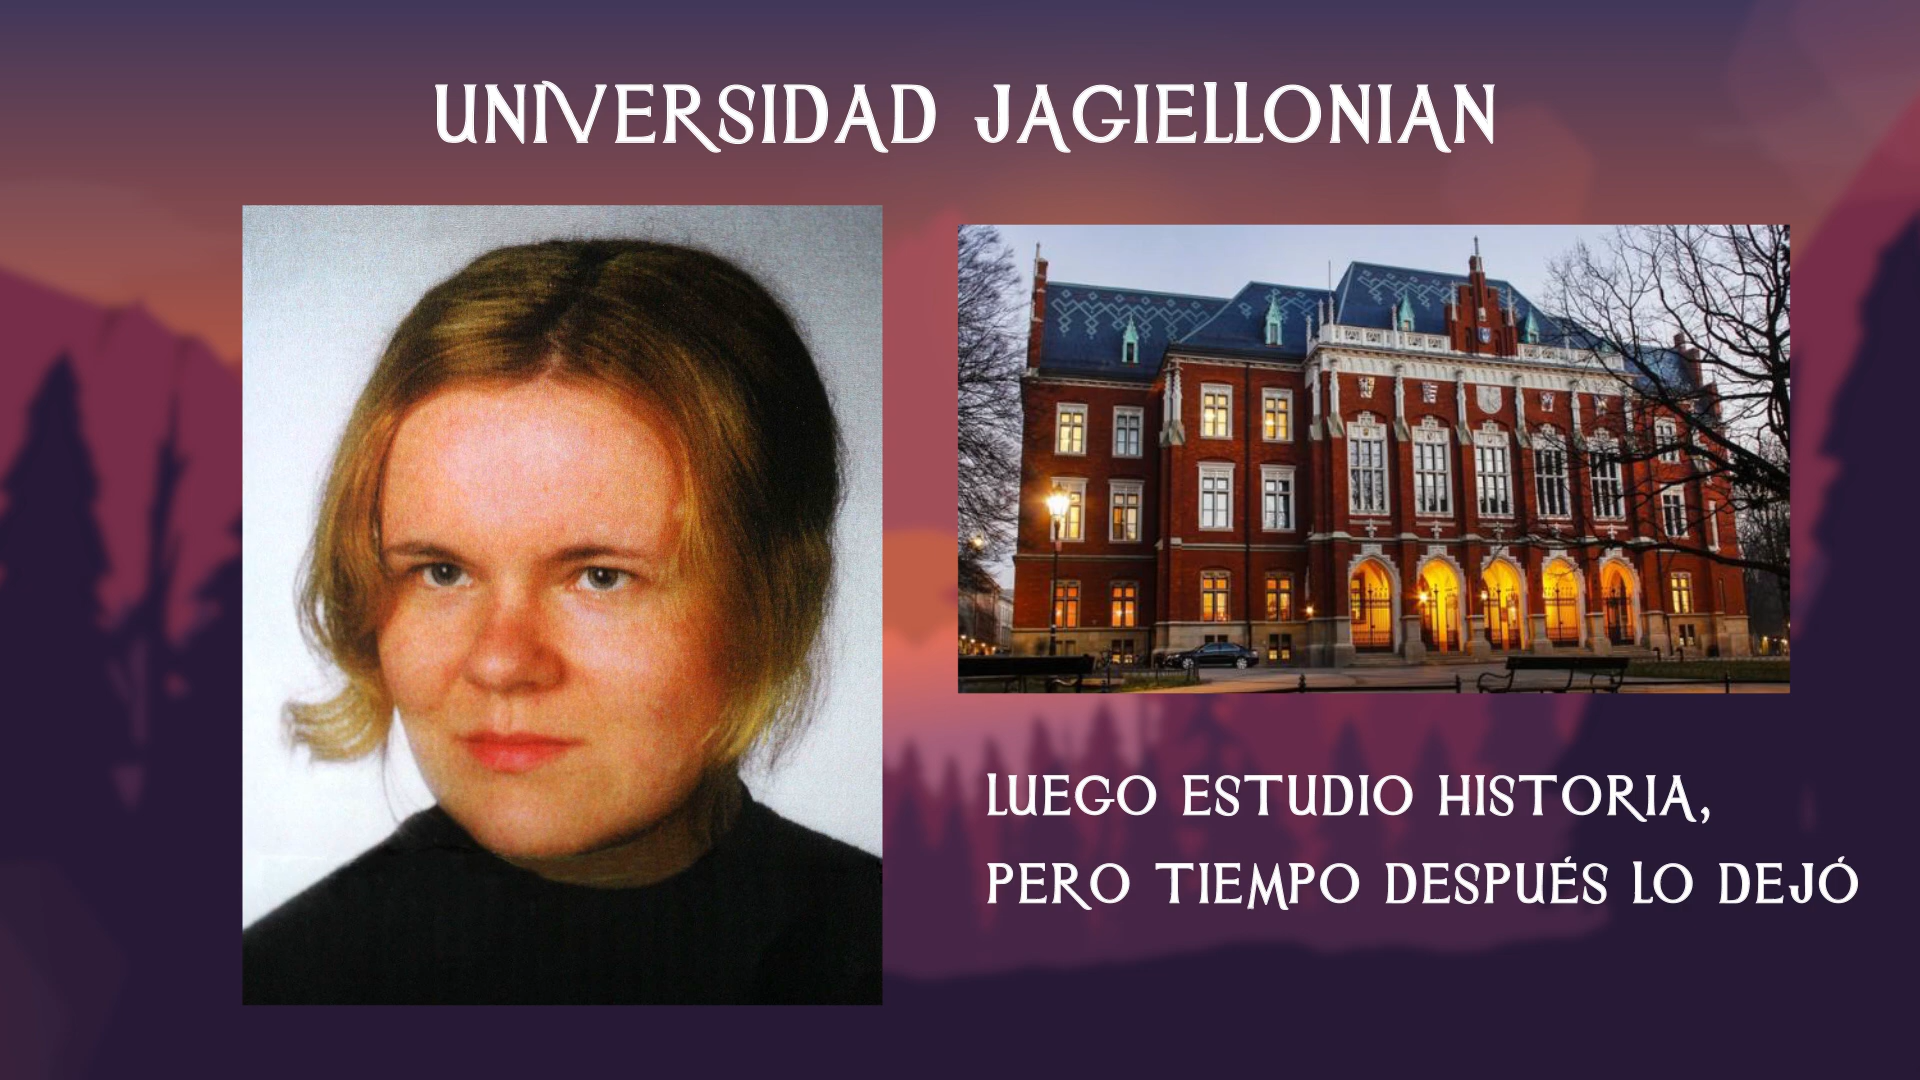 UNIVERSIDAD JAGIELLONIAN
LUEGO ESTUDIO HISTORIA,
PERO TIEMPO DESPUÉS LO DEJÓ